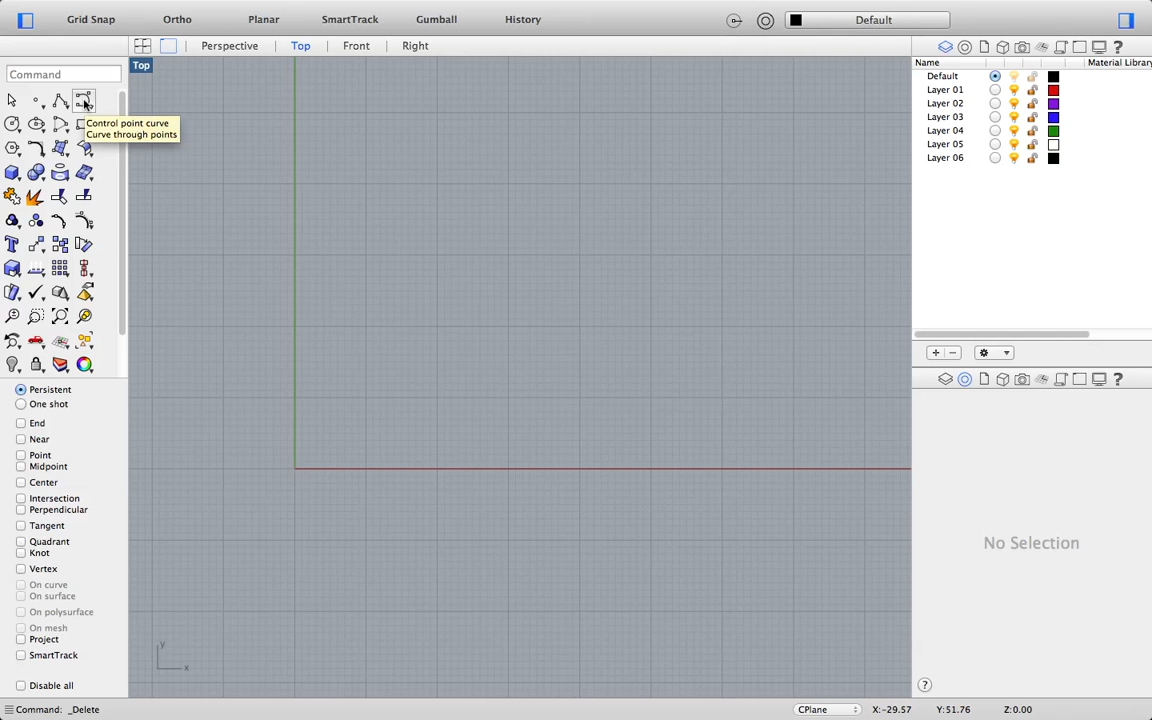 Grid Snap Ortho Planar SmartTrack Gumball History Default
Perspective Top Front Right
Name Material Library
Top
Command
Control point curve
Curve through points
Default
Layer 01
Layer 02
Layer 03
Layer 04
Layer 05
Layer 06
Persistent
One shot
End
Near
Point
Midpoint
Center
Intersection
Perpendicular
Tangent
Quadrant
Knot
Vertex
On curve
On surface
On polysurface
On mesh
Project
SmartTrack
Disable all
No Selection
y
x
Command: _Delete CPlane X:-29.57 Y:51.76 Z:0.00